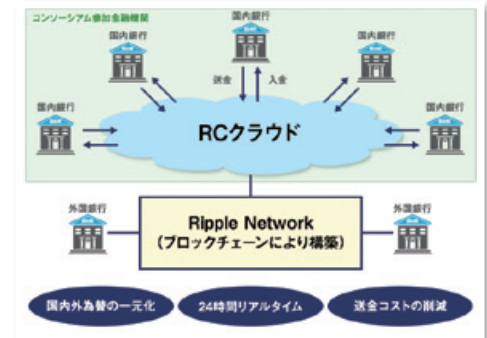 コンソーシアム参加金融機関
国内銀行
国内銀行
国内銀行
送金
入金
国内銀行
国内銀行
RCクラウド
外国銀行
外国銀行
Ripple Network
(ブロックチェーンにより構築)
国内外為替の一元化
24時間リアルタイム
送金コストの削減